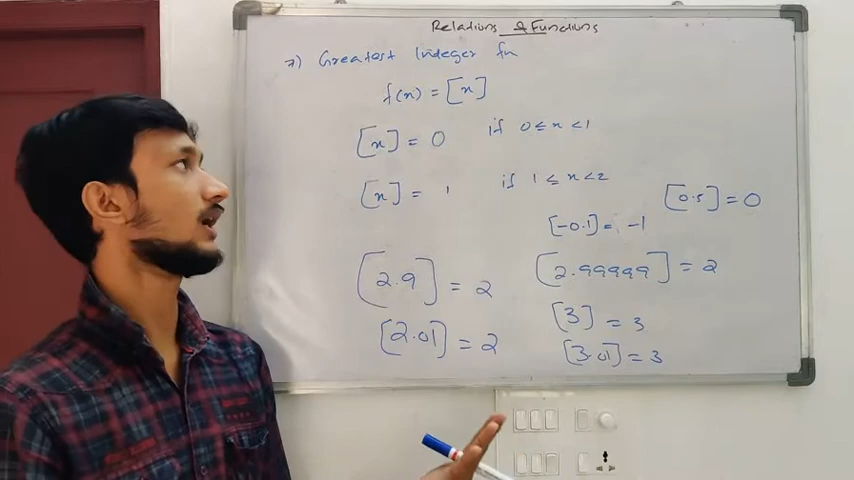 Relations & Functions
7) Greatest Integer fn
f(x) = [x]
[x] = 0 if 0 ≤ x < 1
[x] = 1 if 1 ≤ x < 2
[0.5] = 0
[-0.1] = -1
[2.9] = 2
[2.99999] = 2
[2.01] = 2
[3] = 3
[3.01] = 3